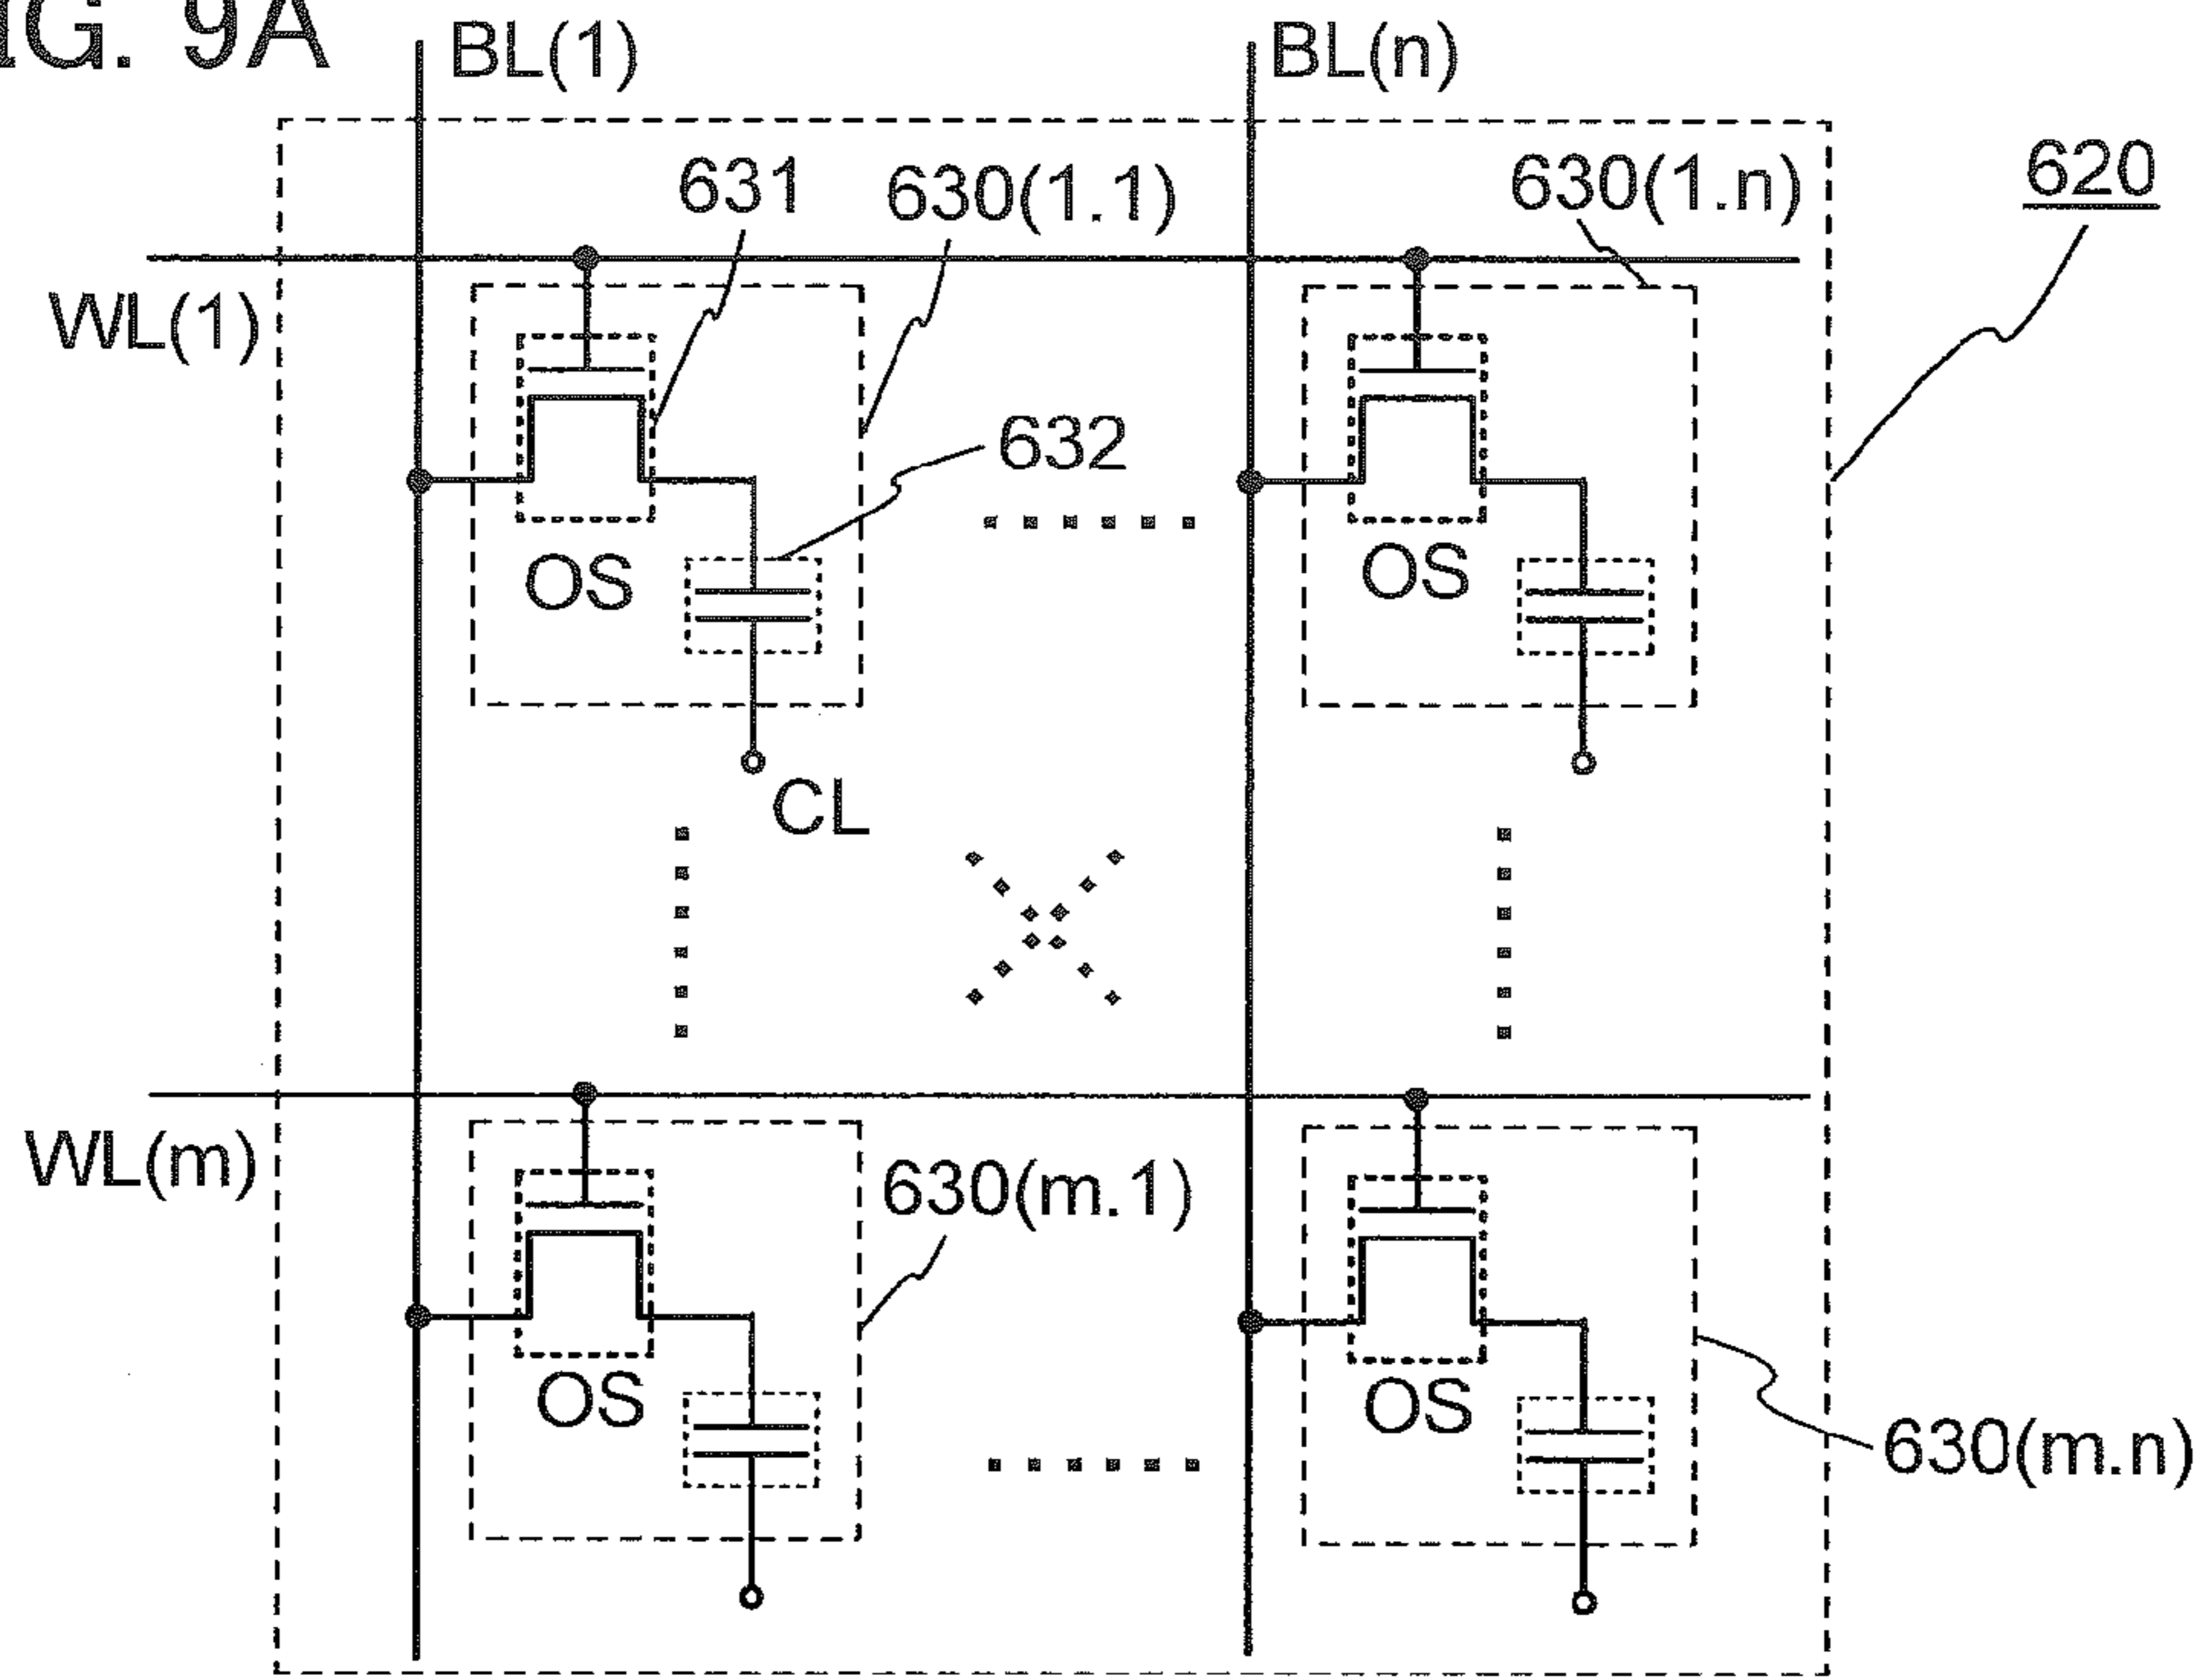 FIG. 9A
BL(1)
BL(n)
631
630(1.1)
630(1.n)
620
WL(1)
632
OS
OS
CL
WL(m)
630(m.1)
OS
OS
630(m.n)